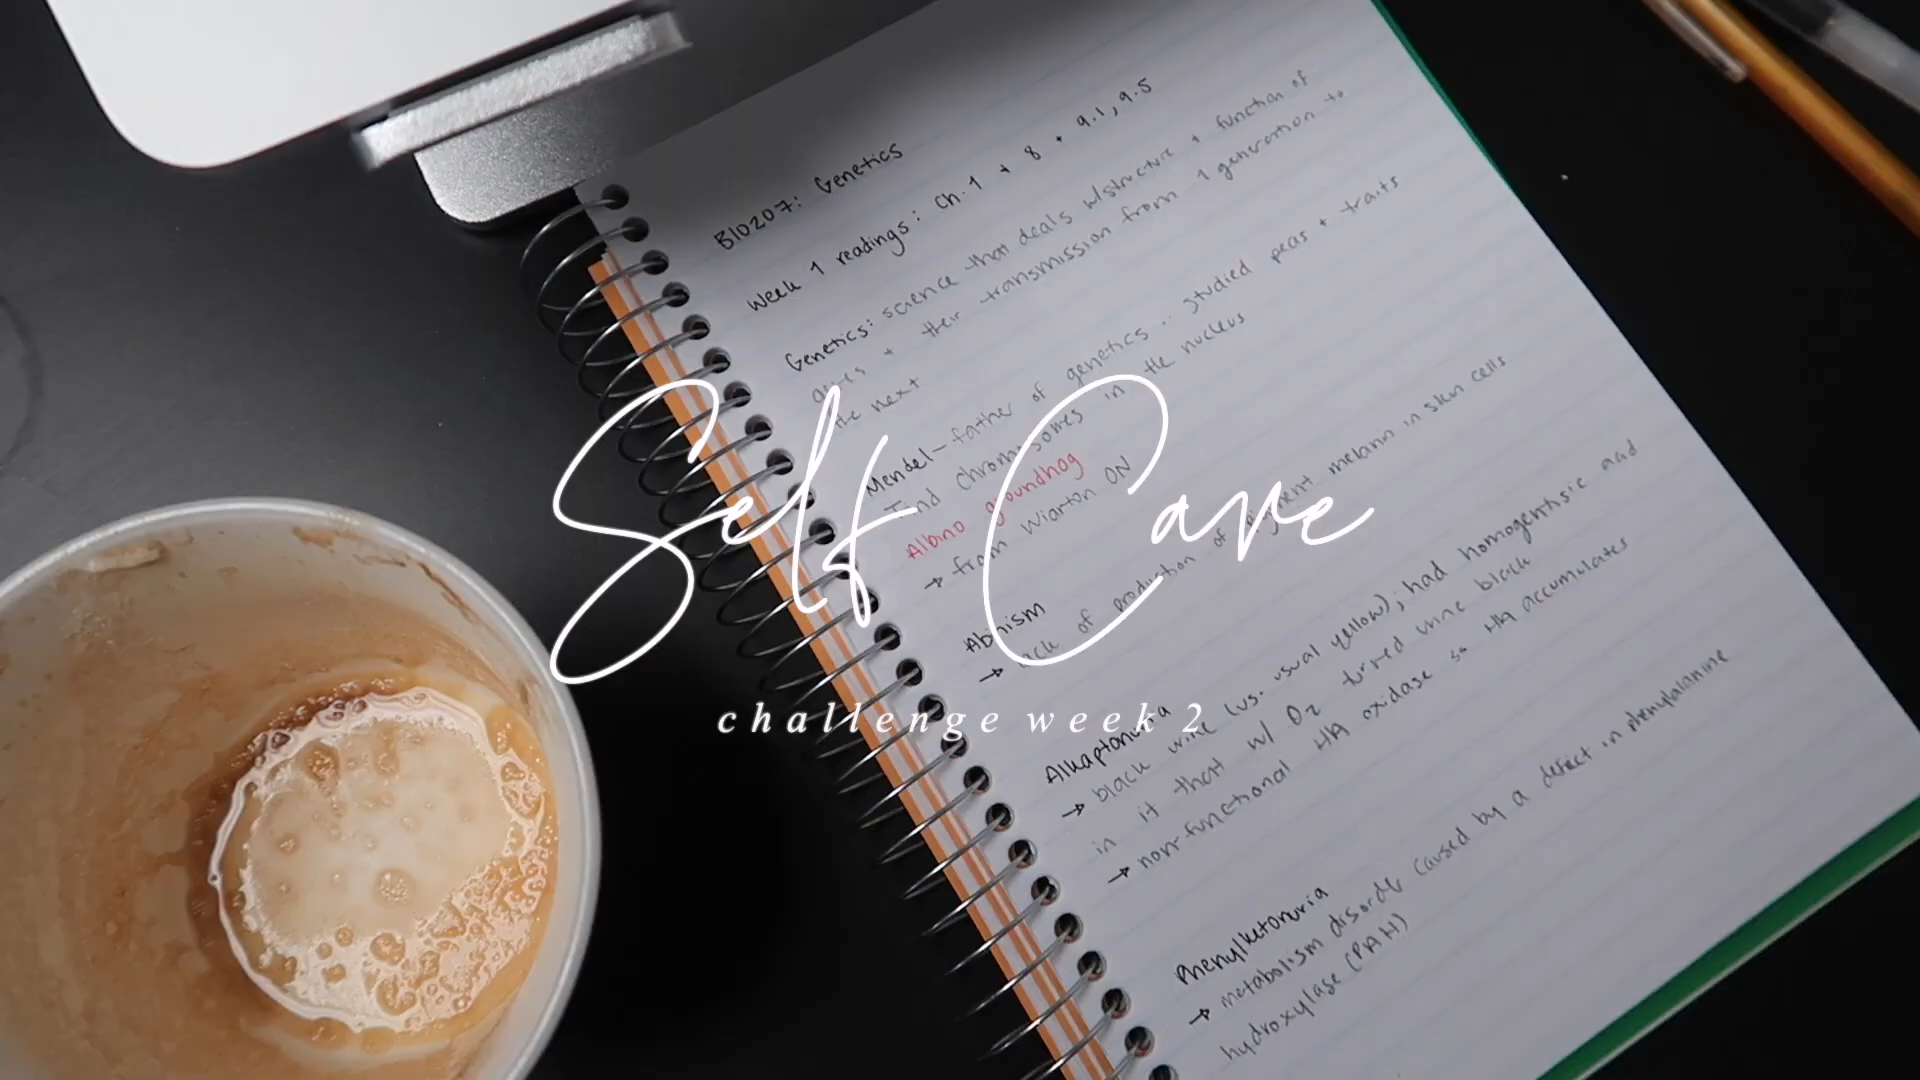 BIO207: Genetics
Week 1 readings: Ch. 1 + 8 + 9.1, 9.5
Genetics: science that deals w/structure + function of
genes + their transmission from 1 generation to
the next
Mendel - father of genetics .. studied peas + traits
Find chromosomes in the nucleus
Albino groundhog
→ from Wiarton ON
Albinism
→ lack of production of pigment melanin in skin cells
Alkaptonuria
→ black urine (vs. usual yellow); had homogentisic acid
in it that w/ O2 turned urine black
→ non-functional HA oxidase so HA accumulates
Phenylketonuria
→ metabolism disorder caused by a defect in phenylalanine
hydroxylase (PAH)
Self Care
challenge week 2